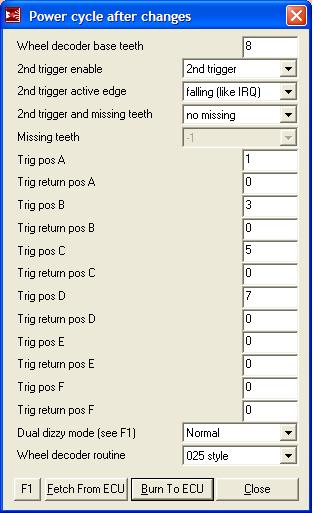 Power cycle after changes
Wheel decoder base teeth 8
2nd trigger enable 2nd trigger
2nd trigger active edge falling (like IRQ)
2nd trigger and missing teeth no missing
Missing teeth -1
Trig pos A 1
Trig return pos A 0
Trig pos B 3
Trig return pos B 0
Trig pos C 5
Trig return pos C 0
Trig pos D 7
Trig return pos D 0
Trig pos E 0
Trig return pos E 0
Trig pos F 0
Trig return pos F 0
Dual dizzy mode (see F1) Normal
Wheel decoder routine 025 style
F1 Fetch From ECU Burn To ECU Close